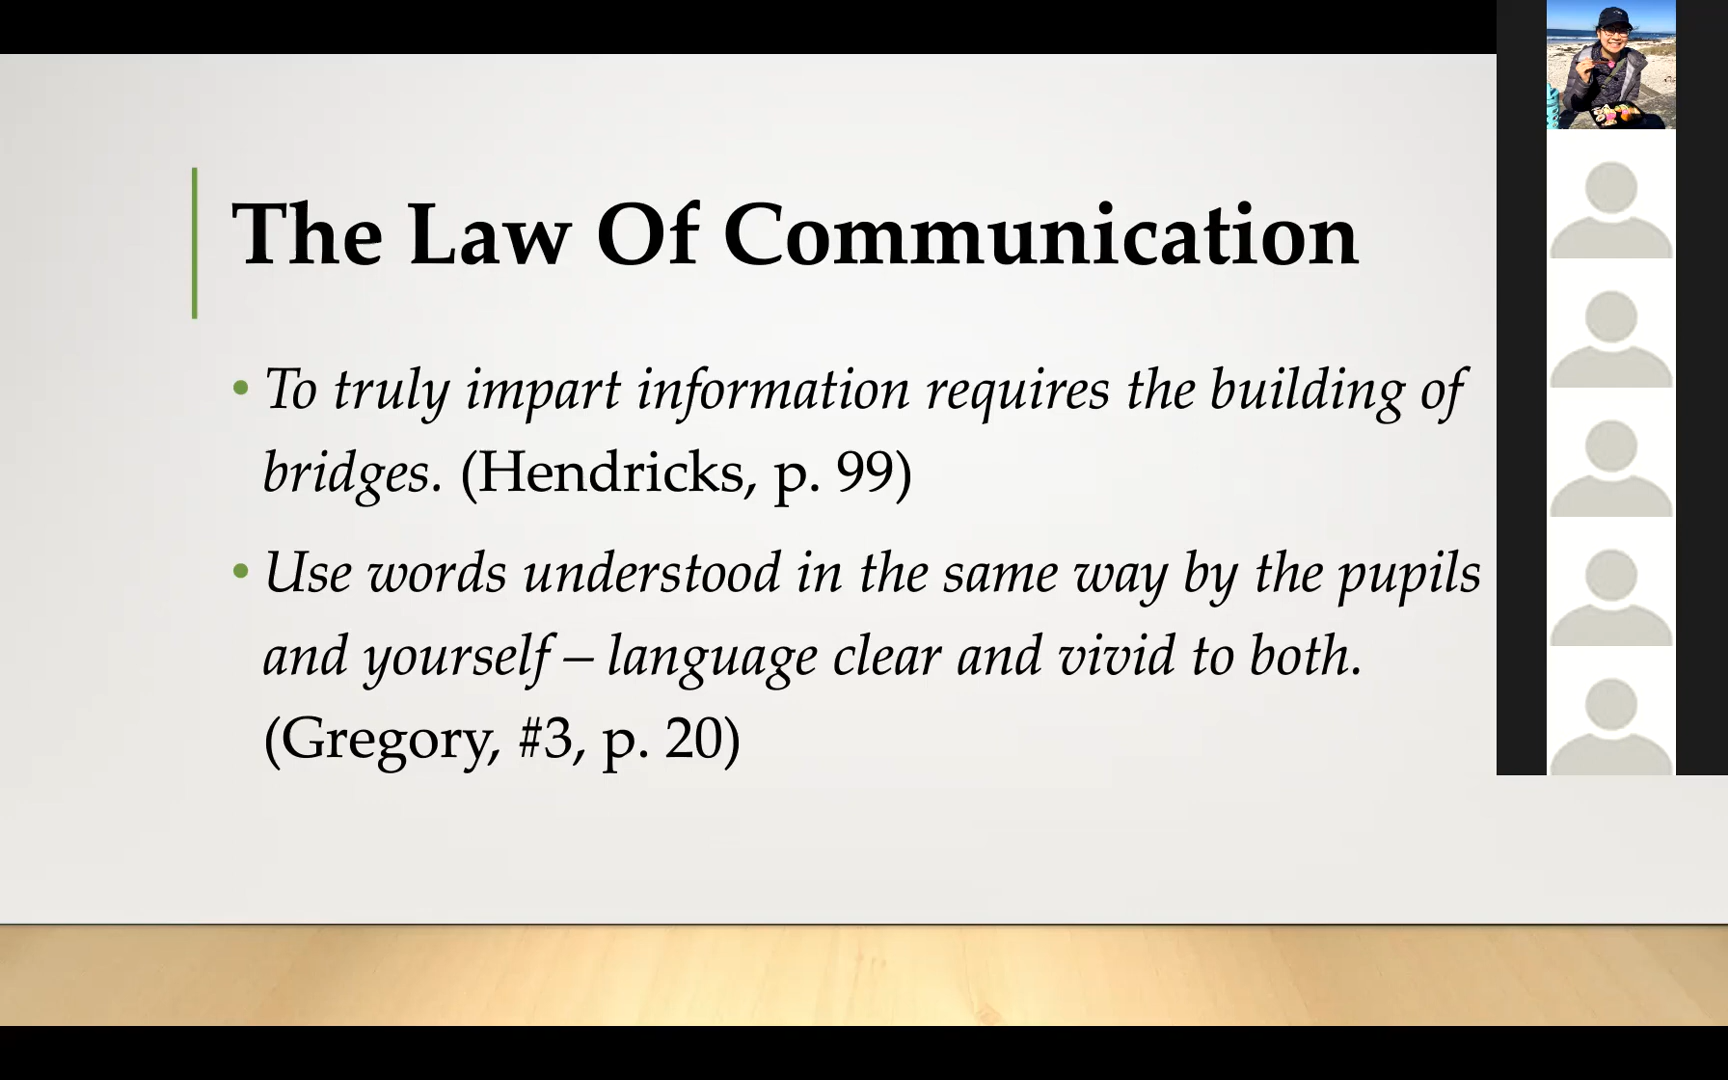 The Law Of Communication
• To truly impart information requires the building of
bridges. (Hendricks, p. 99)
• Use words understood in the same way by the pupils
and yourself – language clear and vivid to both.
(Gregory, #3, p. 20)